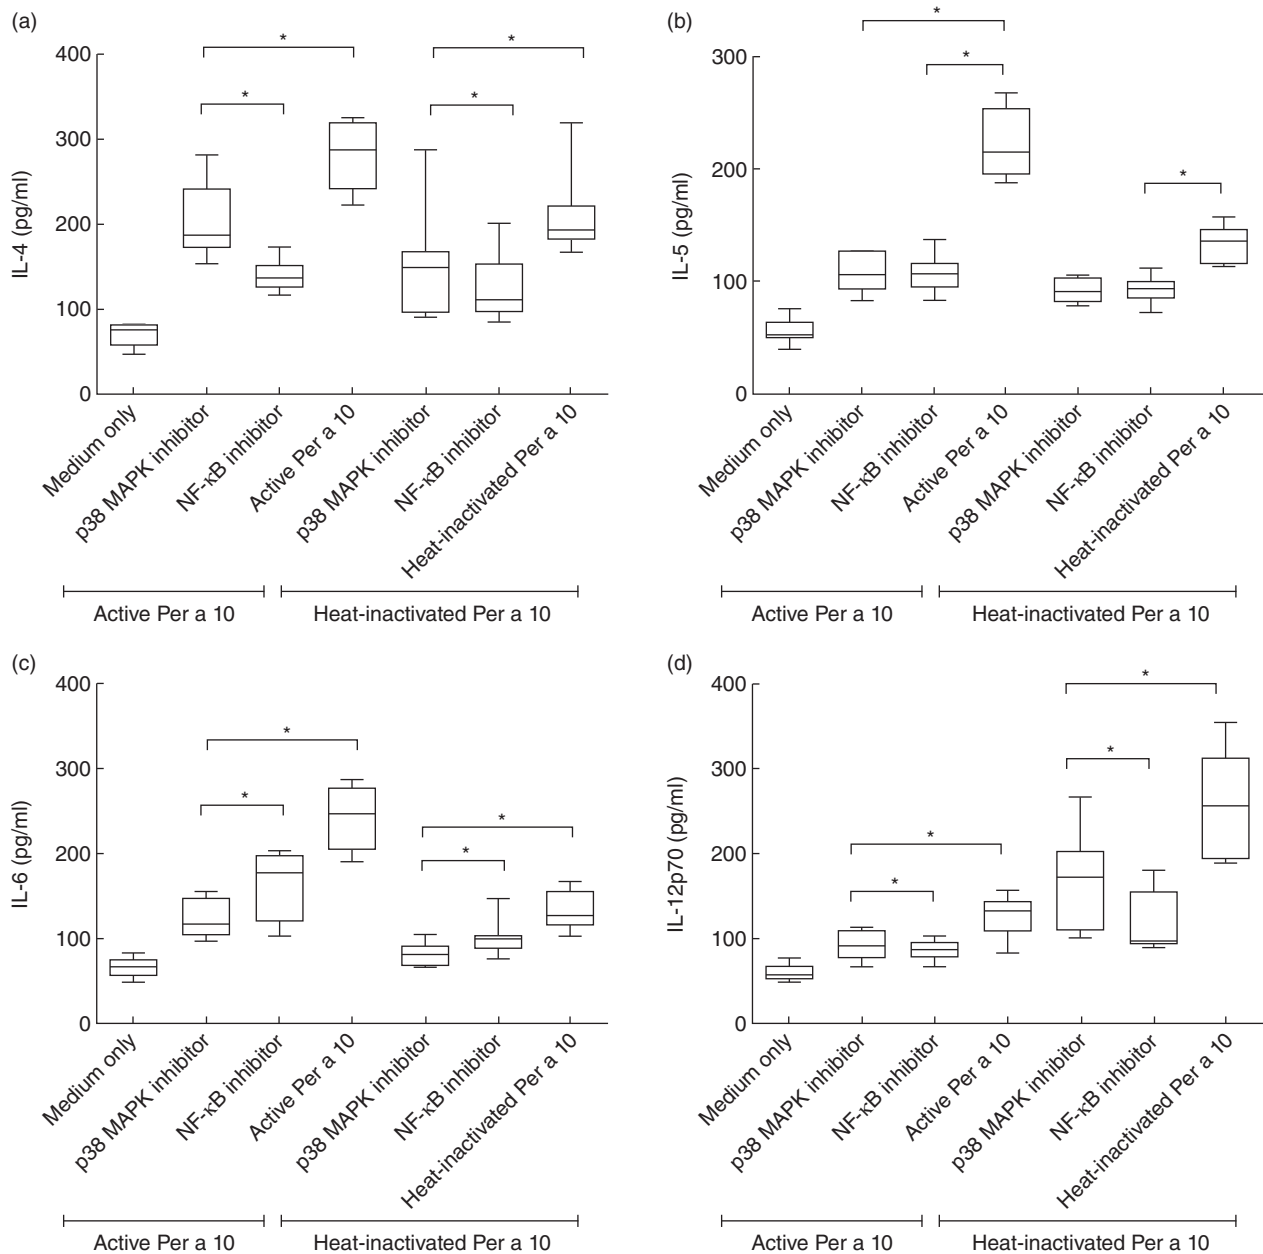 (a)
*
*
*
*
400
300
200
100
0
IL-4 (pg/ml)
Medium only
p38 MAPK inhibitor
NF-κB inhibitor
Active Per a 10
p38 MAPK inhibitor
NF-κB inhibitor
Heat-inactivated Per a 10
Active Per a 10
Heat-inactivated Per a 10
(b)
*
*
*
300
200
100
0
IL-5 (pg/ml)
Medium only
p38 MAPK inhibitor
NF-κB inhibitor
Active Per a 10
p38 MAPK inhibitor
NF-κB inhibitor
Heat-inactivated Per a 10
Active Per a 10
Heat-inactivated Per a 10
(c)
*
*
*
*
400
300
200
100
0
IL-6 (pg/ml)
Medium only
p38 MAPK inhibitor
NF-κB inhibitor
Active Per a 10
p38 MAPK inhibitor
NF-κB inhibitor
Heat-inactivated Per a 10
Active Per a 10
Heat-inactivated Per a 10
(d)
*
*
*
*
400
300
200
100
0
IL-12p70 (pg/ml)
Medium only
p38 MAPK inhibitor
NF-κB inhibitor
Active Per a 10
p38 MAPK inhibitor
NF-κB inhibitor
Heat-inactivated Per a 10
Active Per a 10
Heat-inactivated Per a 10